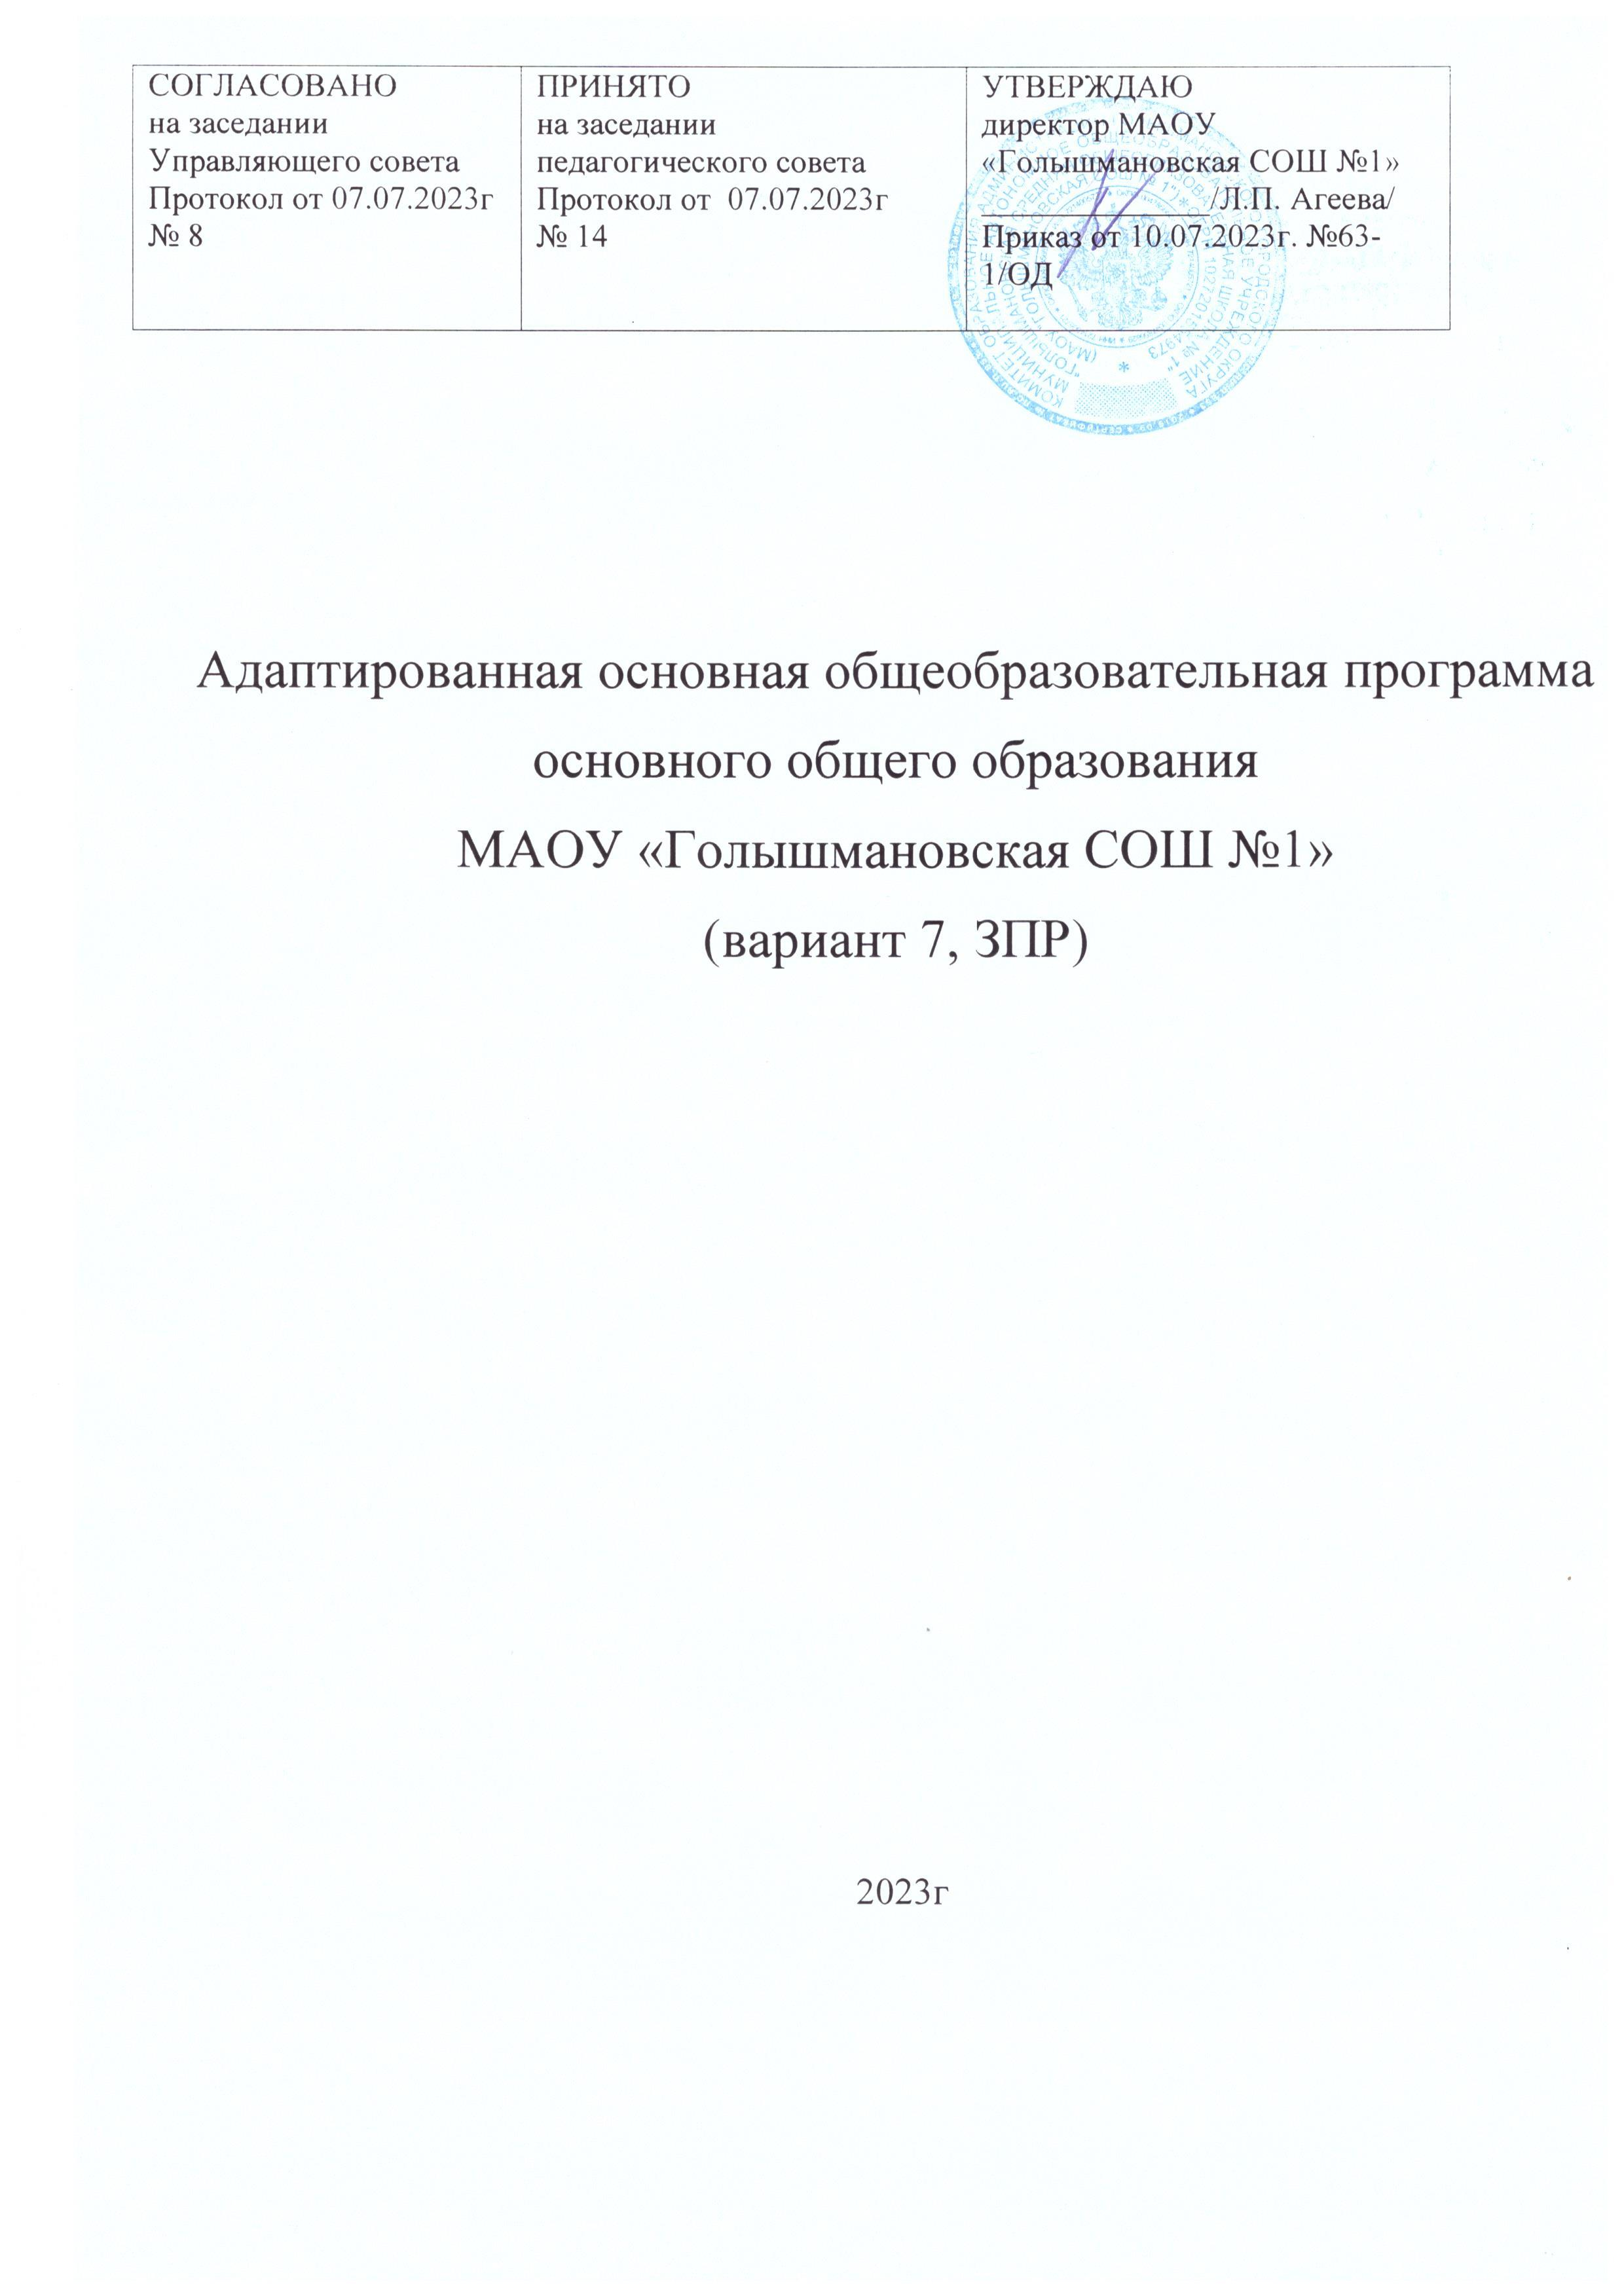 СОГЛАСОВАНО
на заседании
Управляющего совета
Протокол от 07.07.2023г
№ 8
ПРИНЯТО
на заседании
педагогического совета
Протокол от  07.07.2023г
№ 14
УТВЕРЖДАЮ
директор МАОУ
«Голышмановская СОШ №1»
______________/Л.П. Агеева/
Приказ от 10.07.2023г. №63-
1/ОД
Адаптированная основная общеобразовательная программа
основного общего образования
МАОУ «Голышмановская СОШ №1»
(вариант 7, ЗПР)
2023г